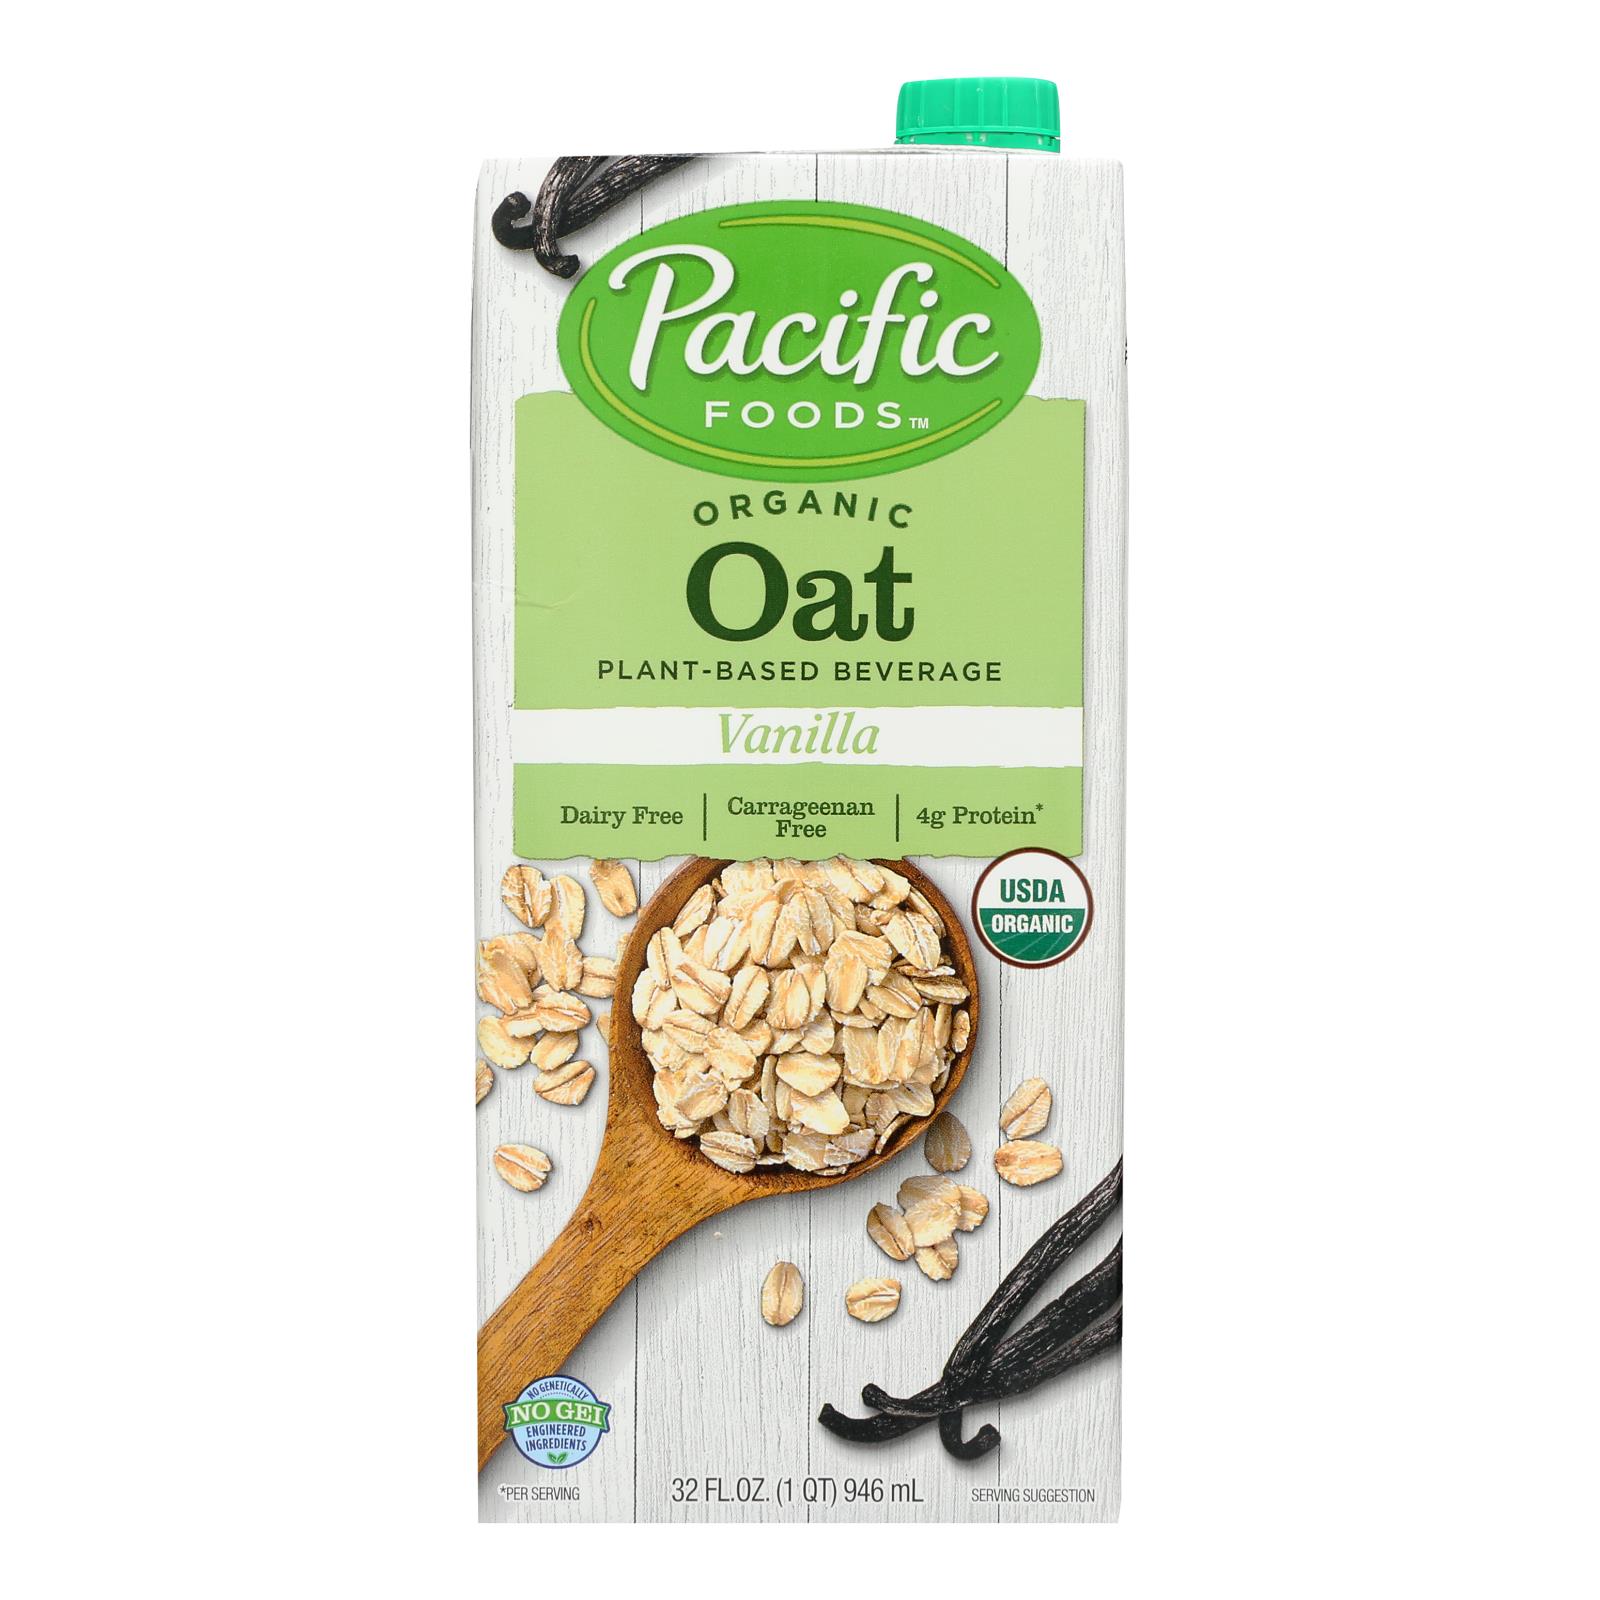 Pacific
FOODS™
ORGANIC
Oat
PLANT-BASED BEVERAGE
Vanilla
Dairy Free
Carrageenan
Free
4g Protein*
USDA
ORGANIC
NO GENETICALLY
NO GEI
ENGINEERED
INGREDIENTS
*PER SERVING
32 FL.OZ. (1 QT) 946 mL
SERVING SUGGESTION